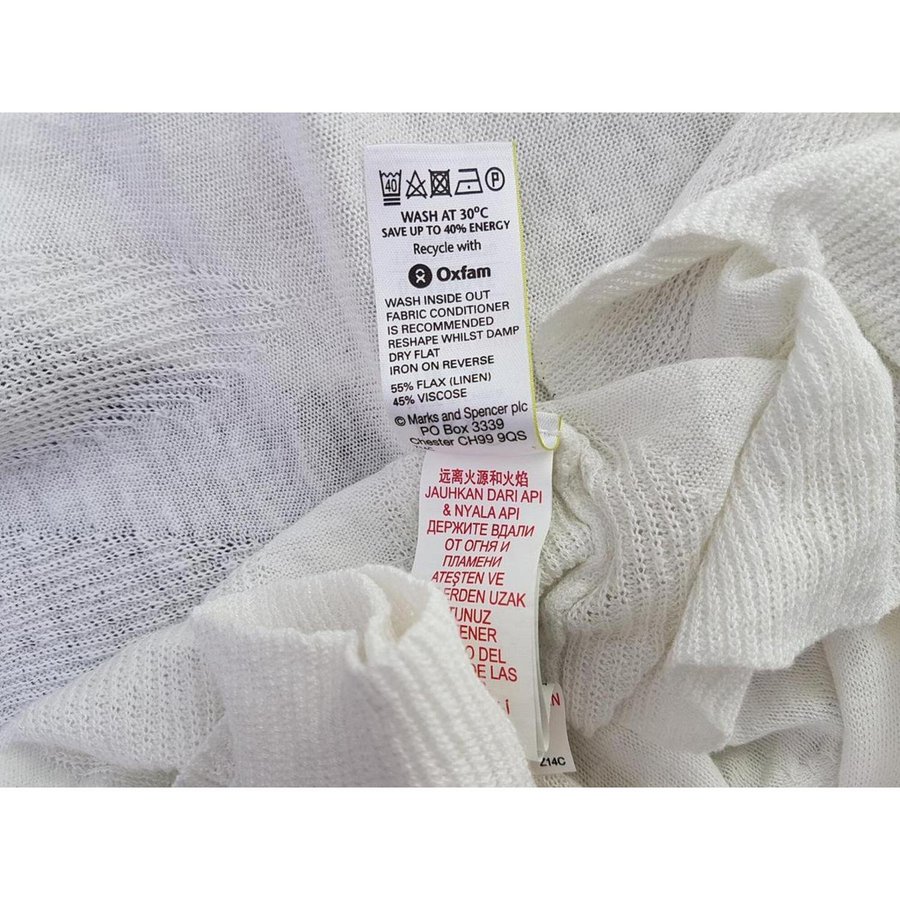 40 P
WASH AT 30ºC
SAVE UP TO 40% ENERGY
Recycle with
Oxfam
WASH INSIDE OUT
FABRIC CONDITIONER
IS RECOMMENDED
RESHAPE WHILST DAMP
DRY FLAT
IRON ON REVERSE
55% FLAX (LINEN)
45% VISCOSE
© Marks and Spencer plc
PO Box 3339
Chester CH99 9QS
远离火源和火焰
JAUHKAN DARI API
& NYALA API
ДЕРЖИТЕ ВДАЛИ
ОТ ОГНЯ И
ПЛАМЕНИ
ATEŞTEN VE
ERDEN UZAK
TUNUZ
ENER
O DEL
DE LAS
214C